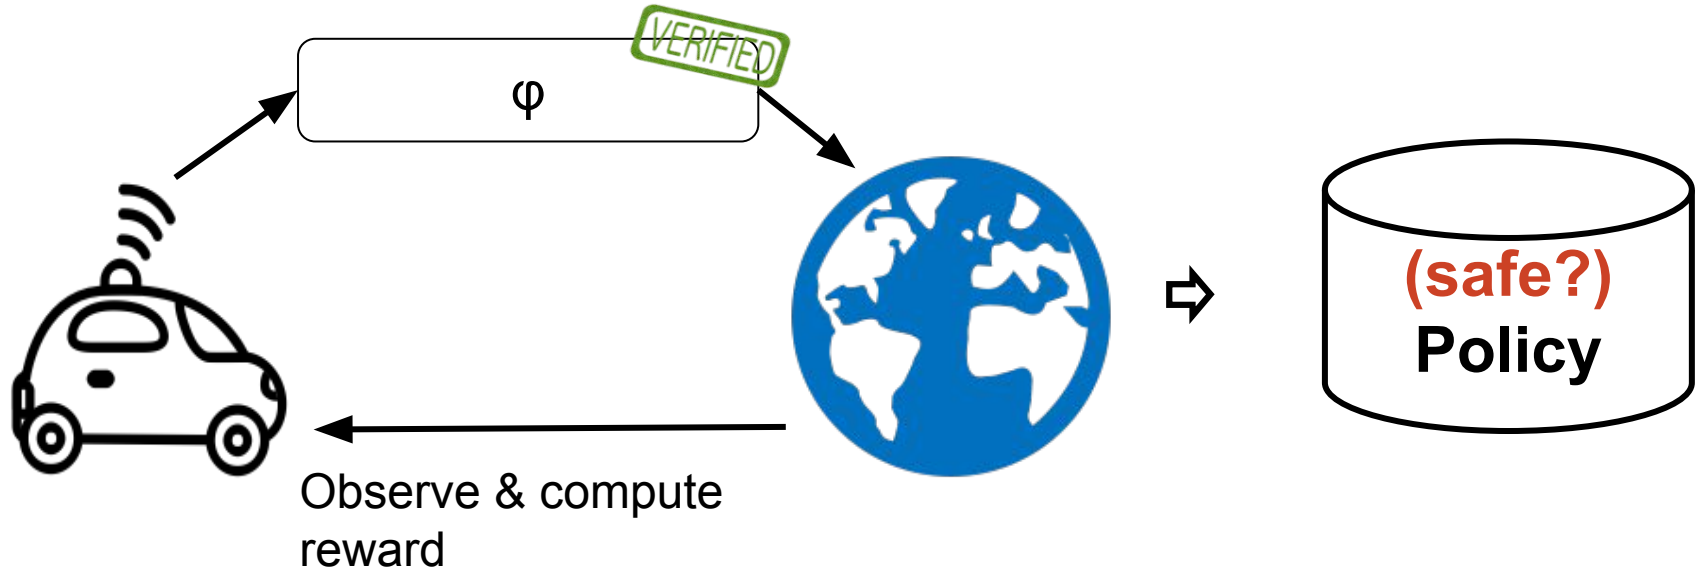 VERIFIED
φ
(safe?)
Policy
Observe & compute
reward